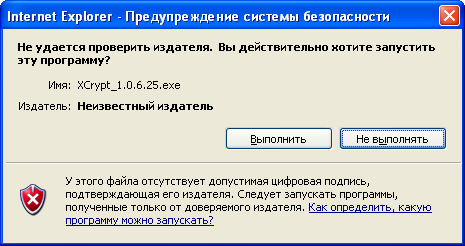 Internet Explorer - Предупреждение системы безопасности
Не удается проверить издателя. Вы действительно хотите запустить
эту программу?
Имя: XCrypt_1.0.6.25.exe
Издатель: Неизвестный издатель
Выполнить Не выполнять
У этого файла отсутствует допустимая цифровая подпись,
подтверждающая его издателя. Следует запускать программы,
полученные только от доверяемого издателя. Как определить, какую
программу можно запускать?